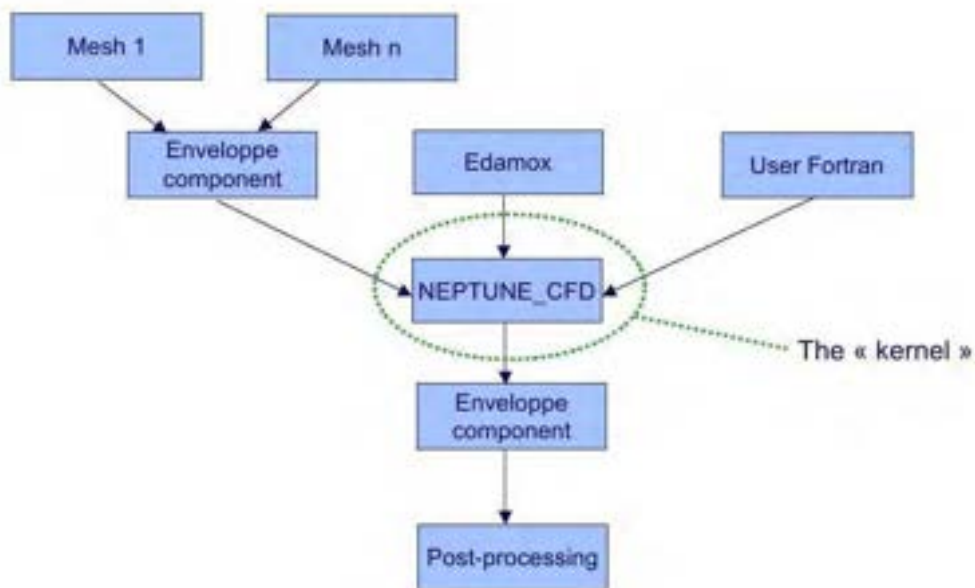 Mesh 1
Mesh n
Enveloppe
component
Edamox
User Fortran
NEPTUNE_CFD
The « kernel »
Enveloppe
component
Post-processing